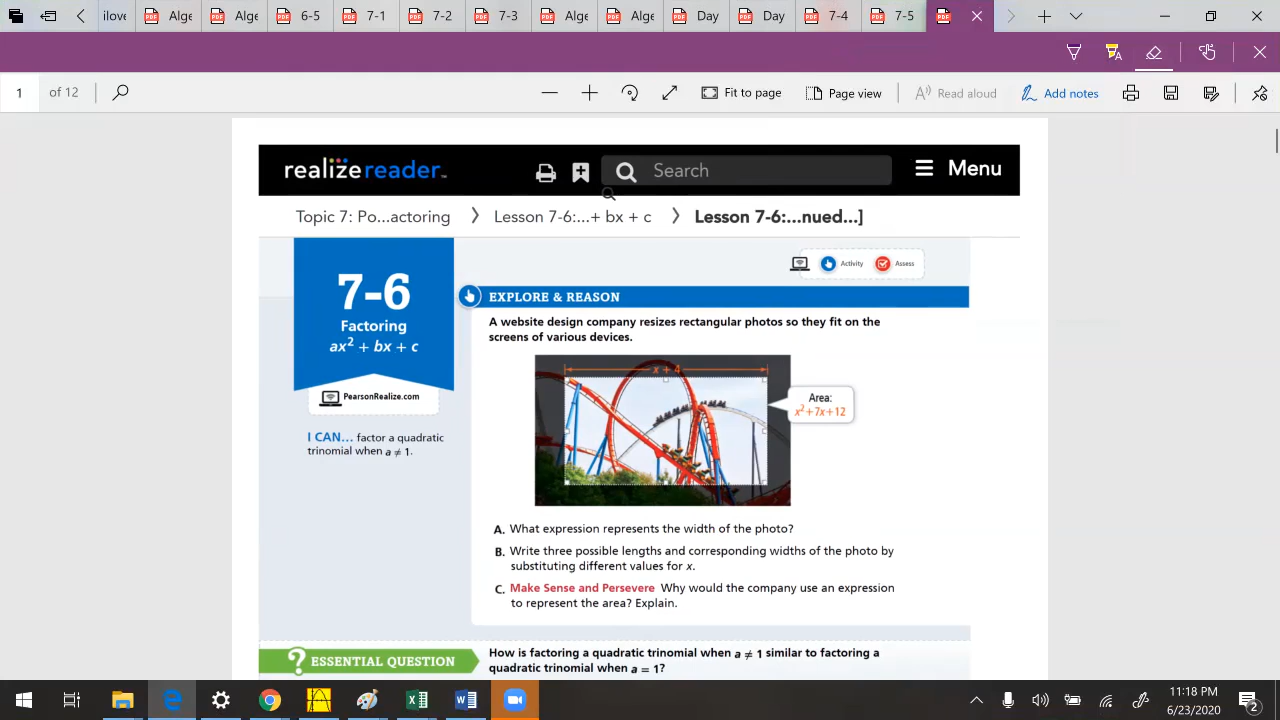 ilove
Alge
6-4
7-1
7-2
7-3
Alge
Alge
Day
Day
7-4
7-5
1 of 12
Fit to page
Page view
Read aloud
Add notes
realizereader™
Search
Menu
Topic 7: Po...actoring > Lesson 7-6:...+ bx + c > Lesson 7-6:...nued...]
Activity
Assess
7-6
Factoring
ax² + bx + c
PearsonRealize.com
I CAN... factor a quadratic
trinomial when a ≠ 1.
EXPLORE & REASON
A website design company resizes rectangular photos so they fit on the
screens of various devices.
x + 4
Area:
x²+7x+12
A. What expression represents the width of the photo?
B. Write three possible lengths and corresponding widths of the photo by
substituting different values for x.
C. Make Sense and Persevere Why would the company use an expression
to represent the area? Explain.
? ESSENTIAL QUESTION
How is factoring a quadratic trinomial when a ≠ 1 similar to factoring a
quadratic trinomial when a = 1?
11:18 PM
6/23/2020
2